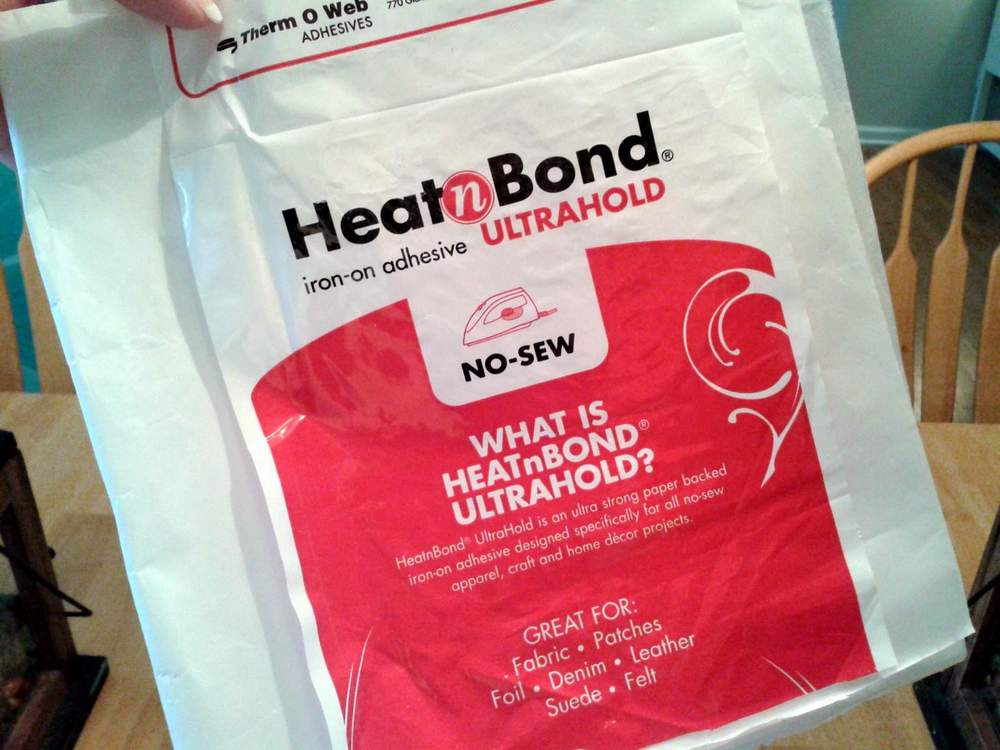 Therm O Web
ADHESIVES
HeatnBond®
ULTRAHOLD
iron-on adhesive
NO-SEW
WHAT IS
HEATnBOND®
ULTRAHOLD?
HeatnBond® UltraHold is an ultra strong paper backed
iron-on adhesive designed specifically for all no-sew
apparel, craft and home décor projects.
GREAT FOR:
Fabric • Patches
Foil • Denim • Leather
Suede • Felt